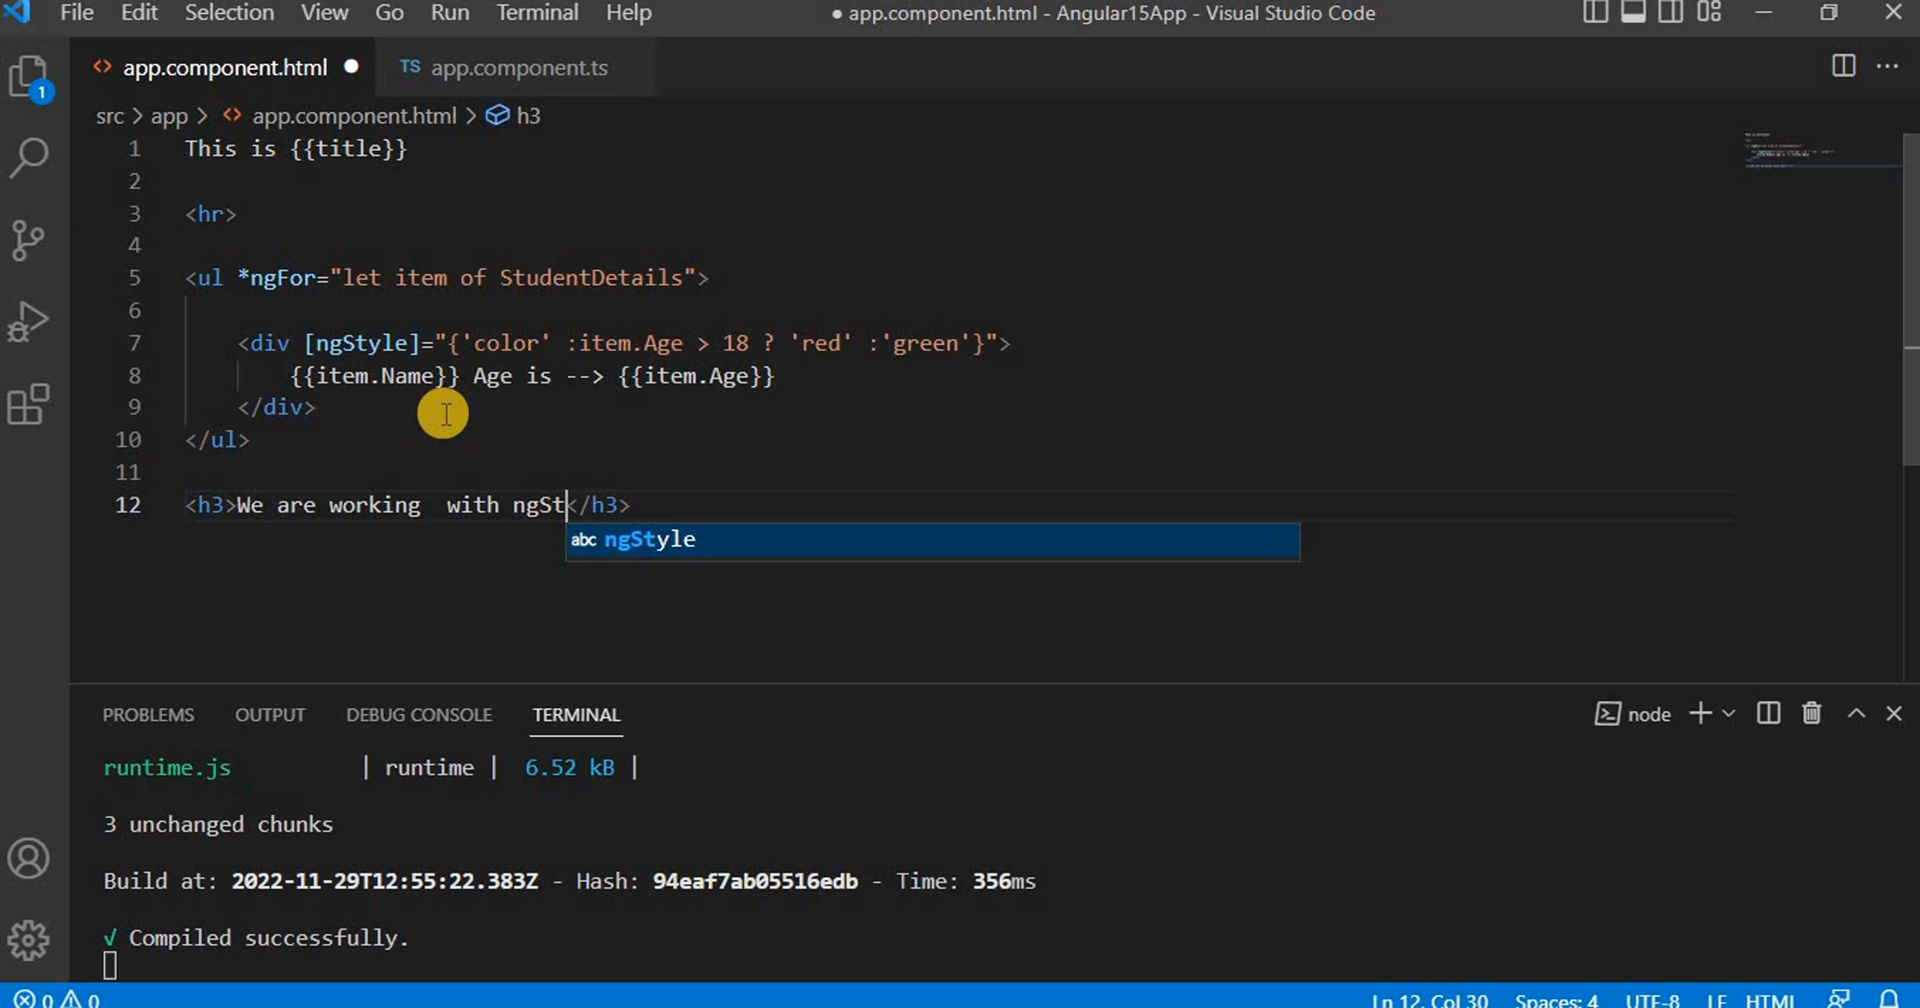 File Edit Selection View Go Run Terminal Help ● app.component.html - Angular15App - Visual Studio Code
<> app.component.html ● TS app.component.ts
1
src > app > <> app.component.html > h3
1 This is {{title}}
2
3 <hr>
4
5 <ul *ngFor="let item of StudentDetails">
6
7 <div [ngStyle]="{'color' :item.Age > 18 ? 'red' :'green'}">
8 {{item.Name}} Age is --> {{item.Age}}
9 </div>
10 </ul>
11
12 <h3>We are working  with ngSt</h3>
abc ngStyle
PROBLEMS OUTPUT DEBUG CONSOLE TERMINAL node
runtime.js | runtime | 6.52 kB |
3 unchanged chunks
Build at: 2022-11-29T12:55:22.383Z - Hash: 94eaf7ab05516edb - Time: 356ms
√ Compiled successfully.
0 0 Ln 12, Col 30 Spaces: 4 UTF-8 LF HTML